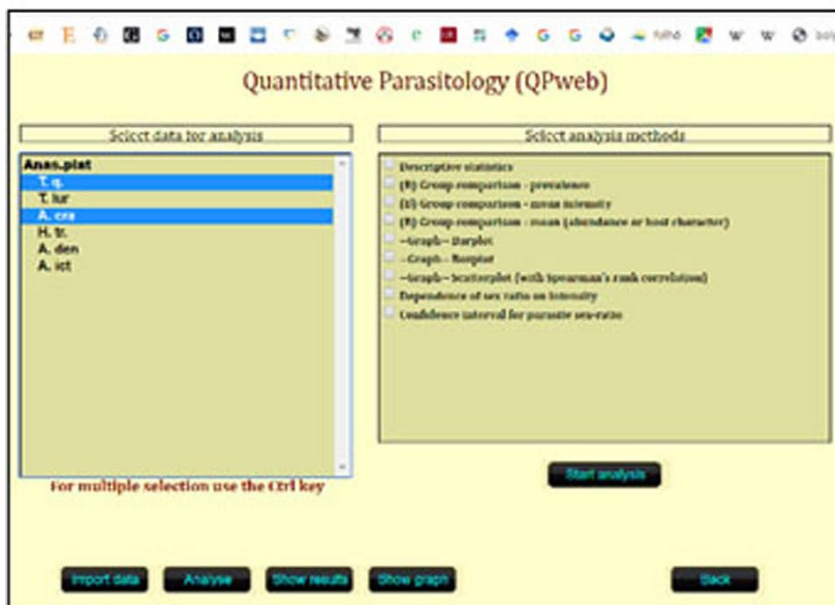 Quantitative Parasitology (QPweb)
Select data for analysis
Select analysis methods
Anas.plat
T. q.
T. lur
A. cra
H. tr.
A. den
A. ict
Descriptive statistics
Group comparison - prevalence
Group comparison - mean intensity
Group comparison - mean (abundance or host character)
--Graph-- Barplot
--Graph-- Boxplot
--Graph-- Scatterplot (with Spearman's rank correlation)
Dependence of sex ratio on intensity
Confidence interval for parasite sex-ratio
Start analysis
For multiple selection use the Ctrl key
Import data
Analyse
Show results
Show graph
Back